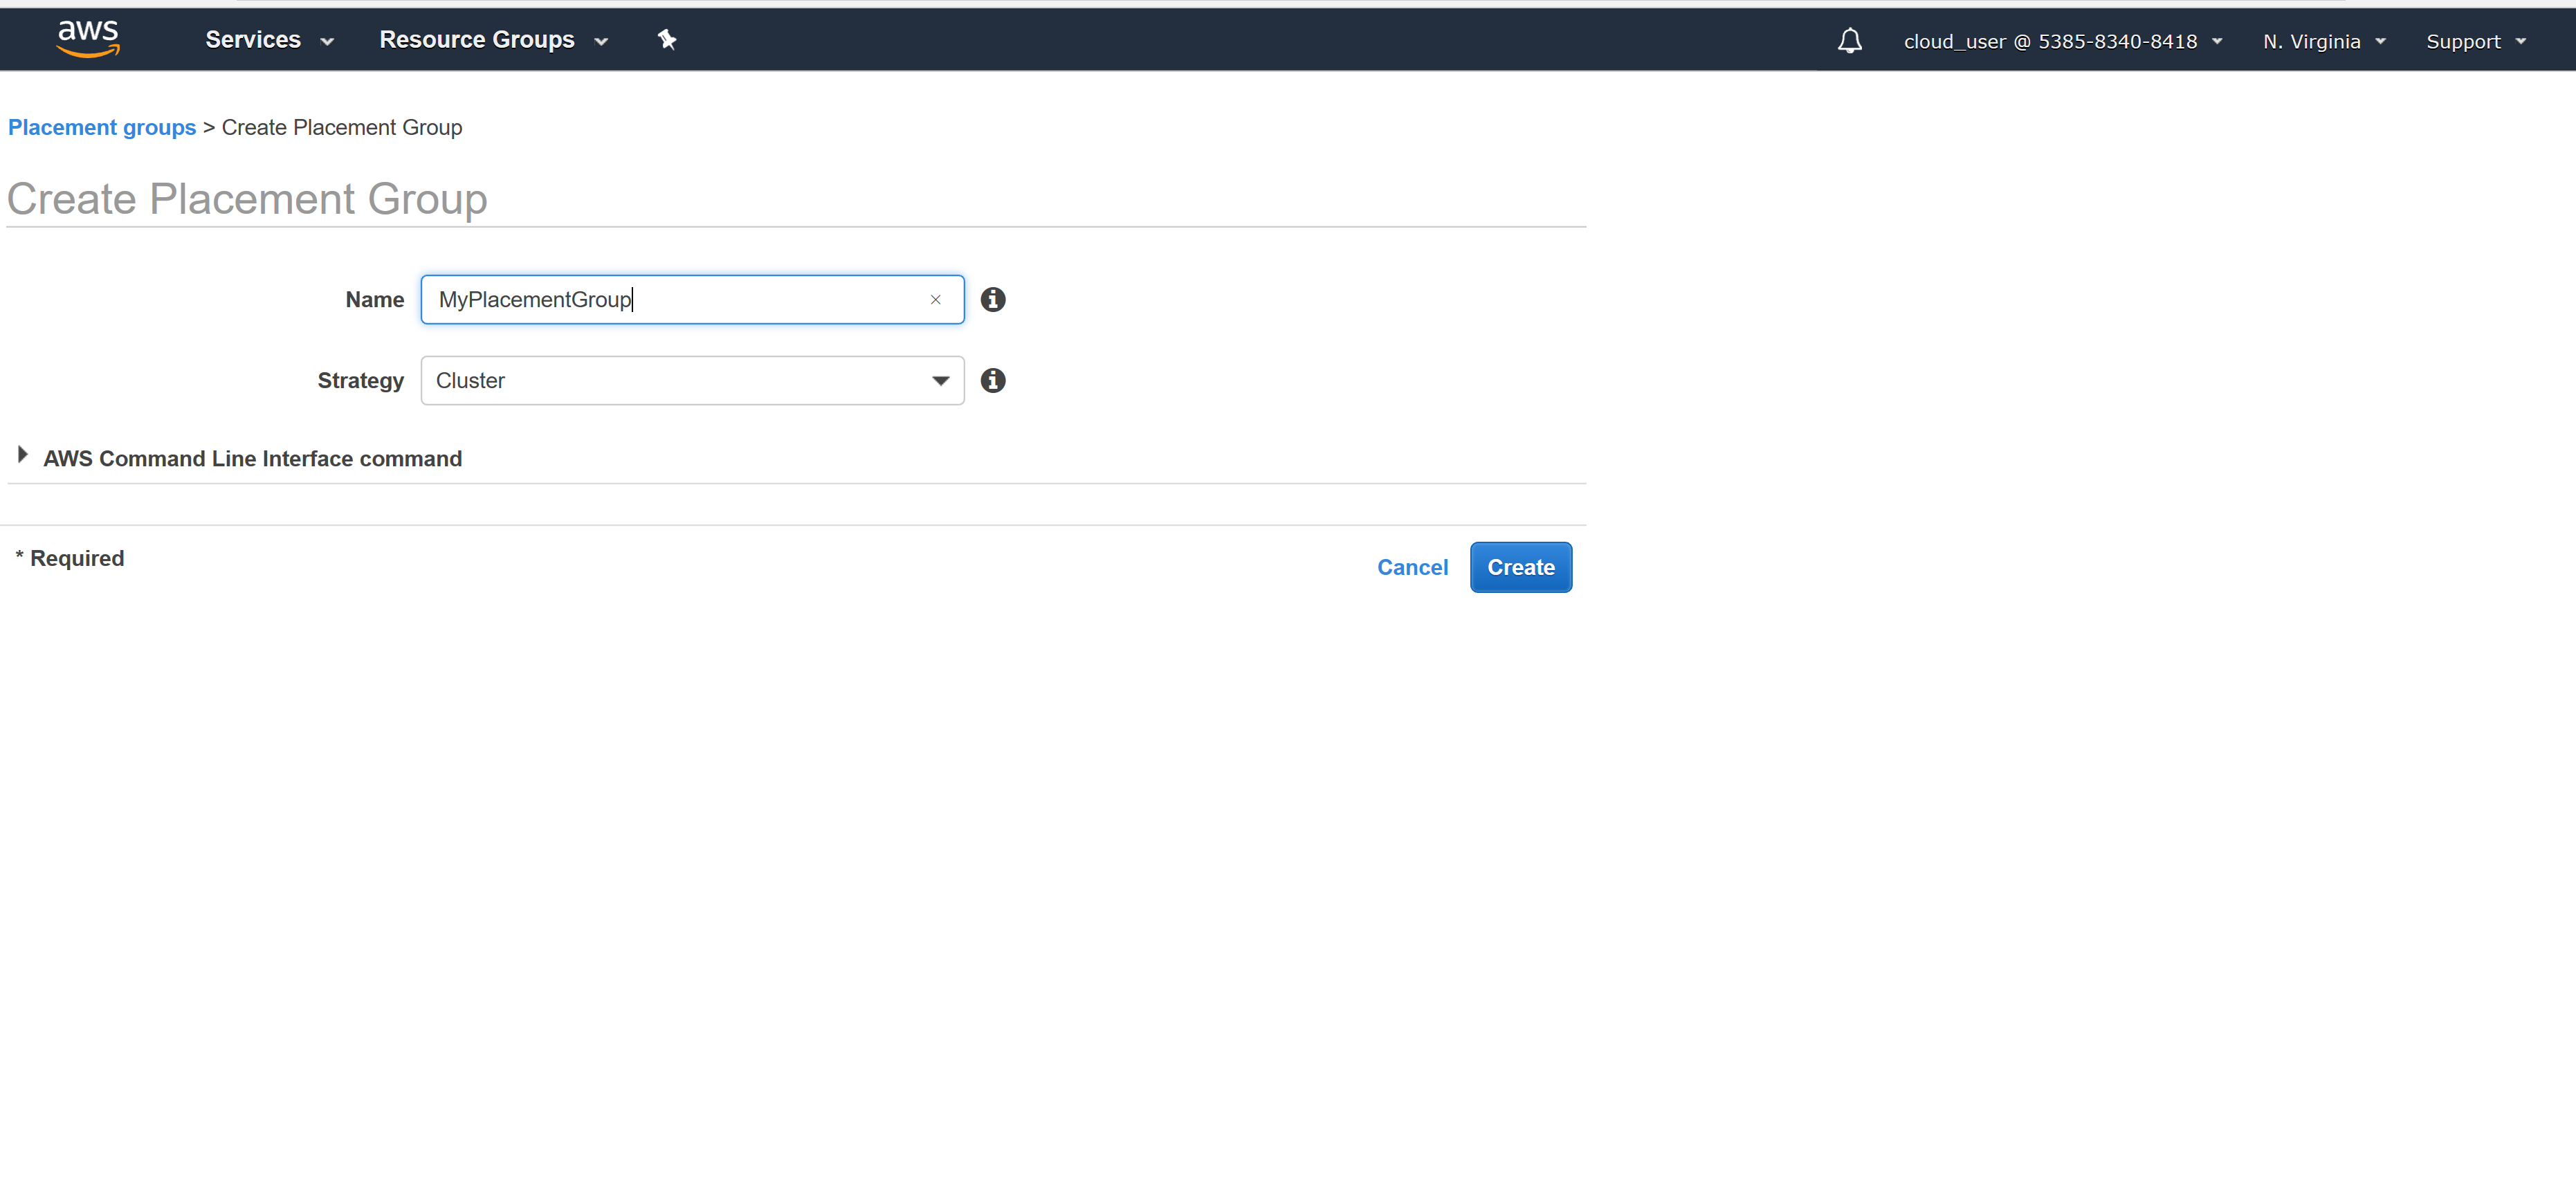 aws Services Resource Groups cloud_user @ 5385-8340-8418 N. Virginia Support
Placement groups > Create Placement Group
Create Placement Group
Name MyPlacementGroup
Strategy Cluster
AWS Command Line Interface command
* Required Cancel Create